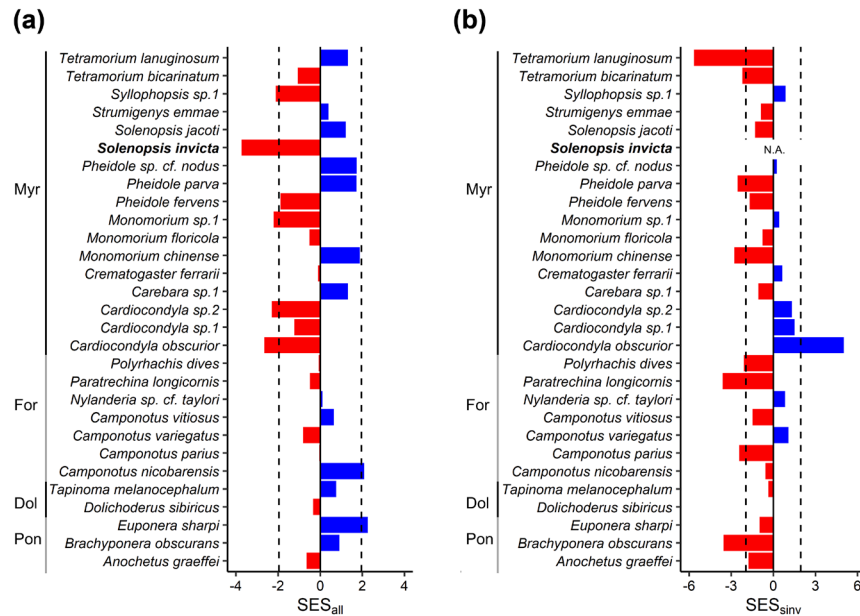 (a)
Tetramorium lanuginosum
Tetramorium bicarinatum
Syllophopsis sp.1
Strumigenys emmae
Solenopsis jacoti
Solenopsis invicta
Pheidole sp. cf. nodus
Pheidole parva
Pheidole fervens
Monomorium sp.1
Monomorium floricola
Monomorium chinense
Crematogaster ferrarii
Carebara sp.1
Cardiocondyla sp.2
Cardiocondyla sp.1
Cardiocondyla obscurior
Polyrhachis dives
Paratrechina longicornis
Nylanderia sp. cf. taylori
Camponotus vitiosus
Camponotus variegatus
Camponotus parius
Camponotus nicobarensis
Tapinoma melanocephalum
Dolichoderus sibiricus
Euponera sharpi
Brachyponera obscurans
Anochetus graeffei
Myr
For
Dol
Pon
-4 -2 0 2 4
SESall
(b)
Tetramorium lanuginosum
Tetramorium bicarinatum
Syllophopsis sp.1
Strumigenys emmae
Solenopsis jacoti
Solenopsis invicta
N.A.
Pheidole sp. cf. nodus
Pheidole parva
Pheidole fervens
Monomorium sp.1
Monomorium floricola
Monomorium chinense
Crematogaster ferrarii
Carebara sp.1
Cardiocondyla sp.2
Cardiocondyla sp.1
Cardiocondyla obscurior
Polyrhachis dives
Paratrechina longicornis
Nylanderia sp. cf. taylori
Camponotus vitiosus
Camponotus variegatus
Camponotus parius
Camponotus nicobarensis
Tapinoma melanocephalum
Dolichoderus sibiricus
Euponera sharpi
Brachyponera obscurans
Anochetus graeffei
Myr
For
Dol
Pon
-6 -3 0 3 6
SESsinv